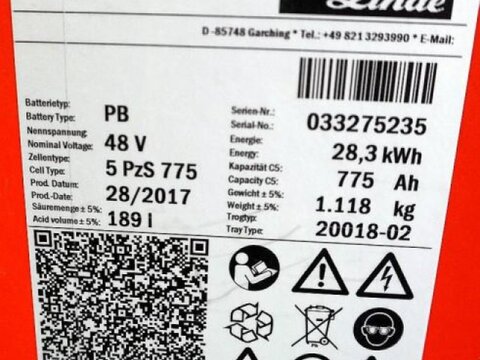 Linde
D -85748 Garching * Tel.: +49 821 3293990 * E-Mail:
Batterietyp:
Battery Type: PB
Nennspannung:
Nominal Voltage: 48 V
Zellentype:
Cell Type: 5 PzS 775
Prod. Datum
Prod.-Date: 28/2017
Säuremenge ± 5%:
Acid volume ± 5%: 189 l
Serien-Nr.:
Serial-No.: 033275235
Energie:
Energy: 28,3 kWh
Kapazität C5:
Capacity C5: 775 Ah
Gewicht ± 5%:
Weight ± 5%: 1.118 kg
Trogtyp:
Tray Type: 20018-02